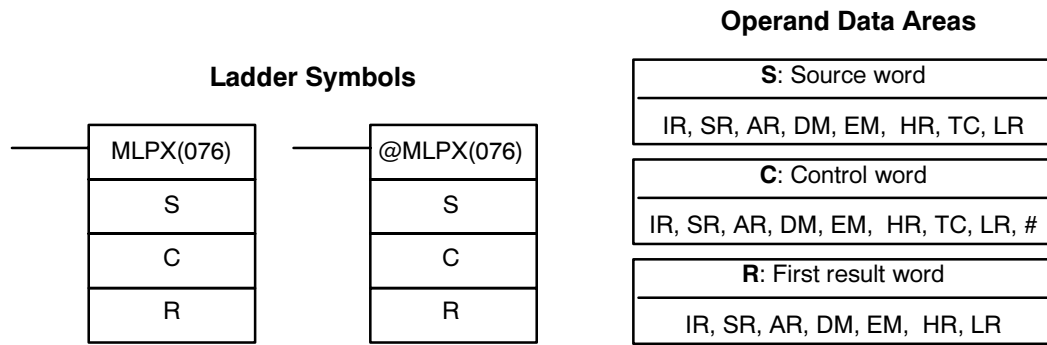 Ladder Symbols
MLPX(076)
S
C
R
@MLPX(076)
S
C
R
Operand Data Areas
S: Source word
IR, SR, AR, DM, EM, HR, TC, LR
C: Control word
IR, SR, AR, DM, EM, HR, TC, LR, #
R: First result word
IR, SR, AR, DM, EM, HR, LR